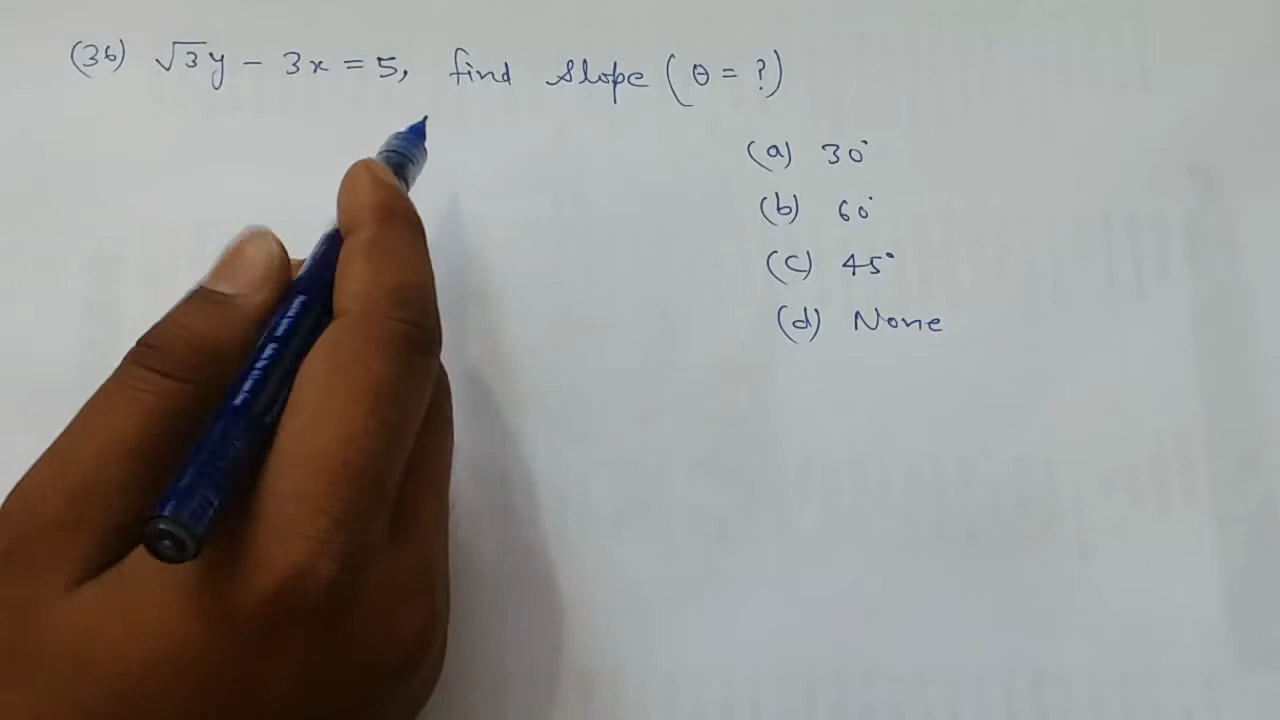 (36) √3y - 3x = 5, find slope (θ = ?)
(a) 30°
(b) 60°
(c) 45°
(d) None